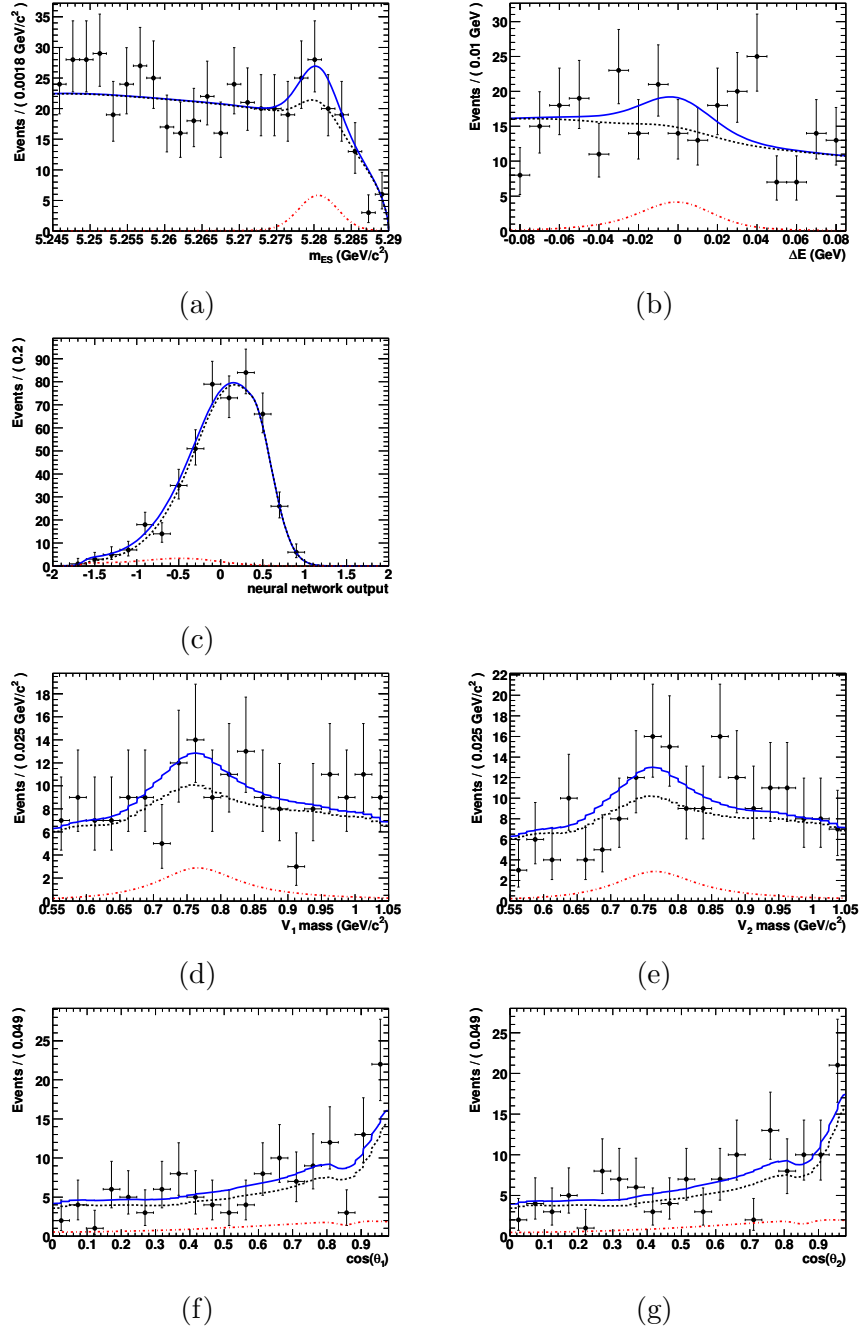 Events / ( 0.0018 GeV/c² )
35
30
25
20
15
10
5
0
5.245 5.25 5.255 5.26 5.265 5.27 5.275 5.28 5.285 5.29
m_ES (GeV/c²)
(a)
Events / ( 0.01 GeV )
30
25
20
15
10
5
0
-0.08 -0.06 -0.04 -0.02 0 0.02 0.04 0.06 0.08
ΔE (GeV)
(b)
Events / ( 0.2 )
90
80
70
60
50
40
30
20
10
0
-2 -1.5 -1 -0.5 0 0.5 1 1.5 2
neural network output
(c)
Events / ( 0.025 GeV/c² )
18
16
14
12
10
8
6
4
2
0
0.55 0.6 0.65 0.7 0.75 0.8 0.85 0.9 0.95 1 1.05
V₁ mass (GeV/c²)
(d)
Events / ( 0.025 GeV/c² )
22
20
18
16
14
12
10
8
6
4
2
0
0.55 0.6 0.65 0.7 0.75 0.8 0.85 0.9 0.95 1 1.05
V₂ mass (GeV/c²)
(e)
Events / ( 0.049 )
25
20
15
10
5
0
0 0.1 0.2 0.3 0.4 0.5 0.6 0.7 0.8 0.9
cos(θ₁)
(f)
Events / ( 0.049 )
25
20
15
10
5
0
0 0.1 0.2 0.3 0.4 0.5 0.6 0.7 0.8 0.9
cos(θ₂)
(g)